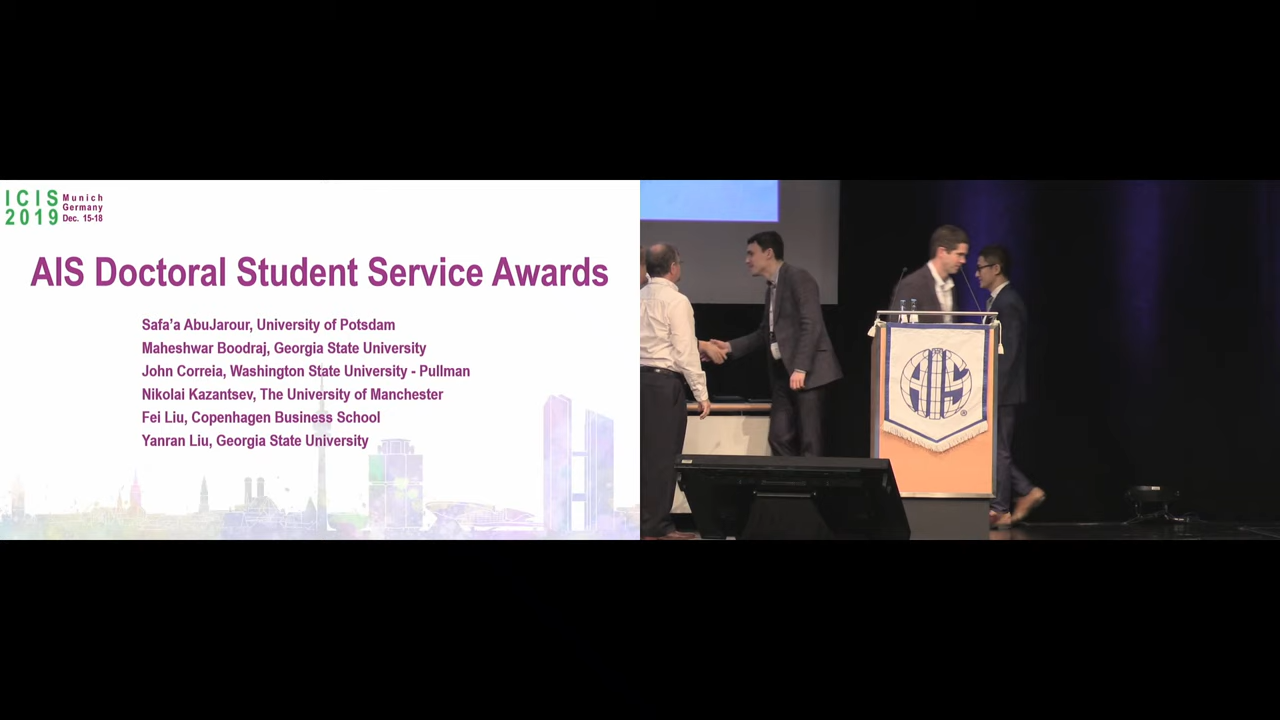 ICIS
2019
Munich
Germany
Dec. 15-18
AIS Doctoral Student Service Awards
Safa'a AbuJarour, University of Potsdam
Maheshwar Boodraj, Georgia State University
John Correia, Washington State University - Pullman
Nikolai Kazantsev, The University of Manchester
Fei Liu, Copenhagen Business School
Yanran Liu, Georgia State University
AIS
®